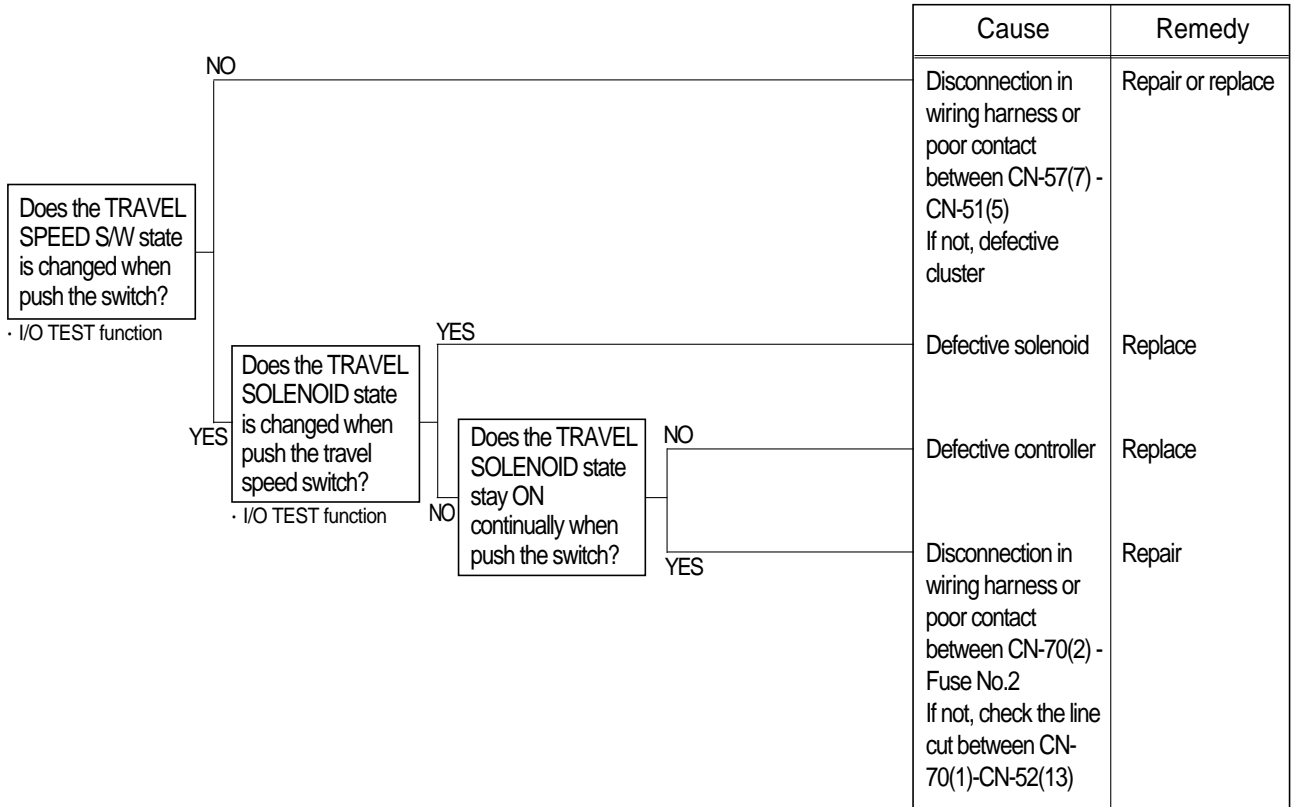 Cause
Remedy
NO
Disconnection in
wiring harness or
poor contact
between CN-57(7) -
CN-51(5)
If not, defective
cluster
Repair or replace
Does the TRAVEL
SPEED S/W state
is changed when
push the switch?
· I/O TEST function
YES
Does the TRAVEL
SOLENOID state
is changed when
push the travel
speed switch?
· I/O TEST function
YES
Defective solenoid
Replace
NO
Does the TRAVEL
SOLENOID state
stay ON
continually when
push the switch?
NO
Defective controller
Replace
YES
Disconnection in
wiring harness or
poor contact
between CN-70(2) -
Fuse No.2
If not, check the line
cut between CN-
70(1)-CN-52(13)
Repair